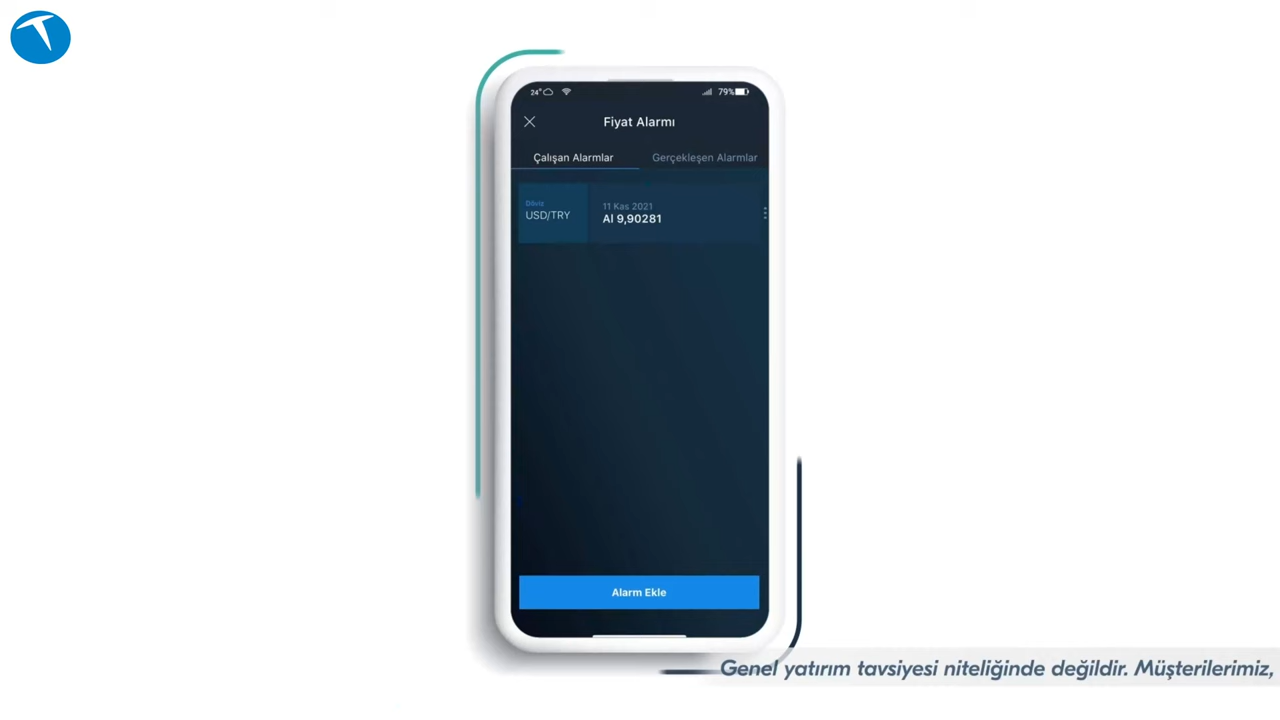 24°
79%
Fiyat Alarmı
Çalışan Alarmlar
Gerçekleşen Alarmlar
Döviz
USD/TRY
11 Kas 2021
Al 9,90281
Alarm Ekle
Genel yatırım tavsiyesi niteliğinde değildir. Müşterilerimiz,